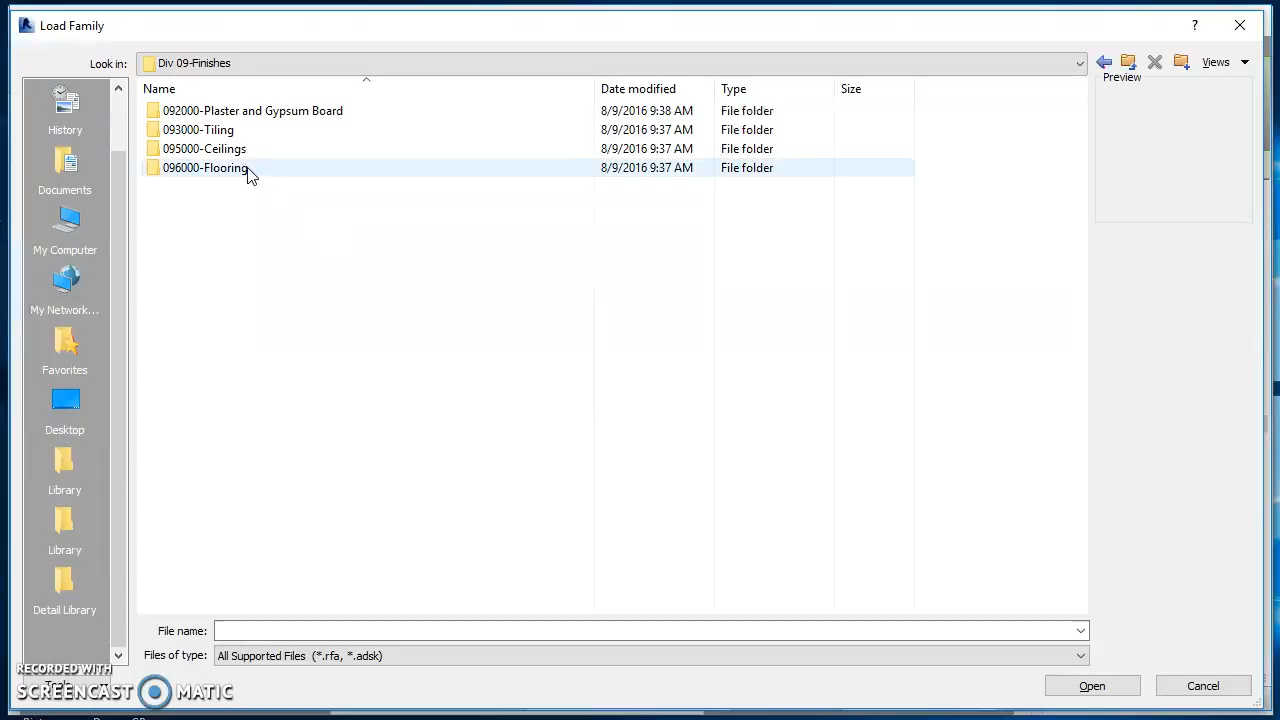 Load Family
?
Look in:
Div 09-Finishes
Views
Name
Date modified
Type
Size
Preview
092000-Plaster and Gypsum Board
8/9/2016 9:38 AM
File folder
093000-Tiling
8/9/2016 9:37 AM
File folder
095000-Ceilings
8/9/2016 9:37 AM
File folder
096000-Flooring
8/9/2016 9:37 AM
File folder
History
Documents
My Computer
My Network...
Favorites
Desktop
Library
Library
Detail Library
File name:
Files of type:
All Supported Files (*.rfa, *.adsk)
Tools
Open
Cancel
RECORDED WITH
SCREENCAST MATIC